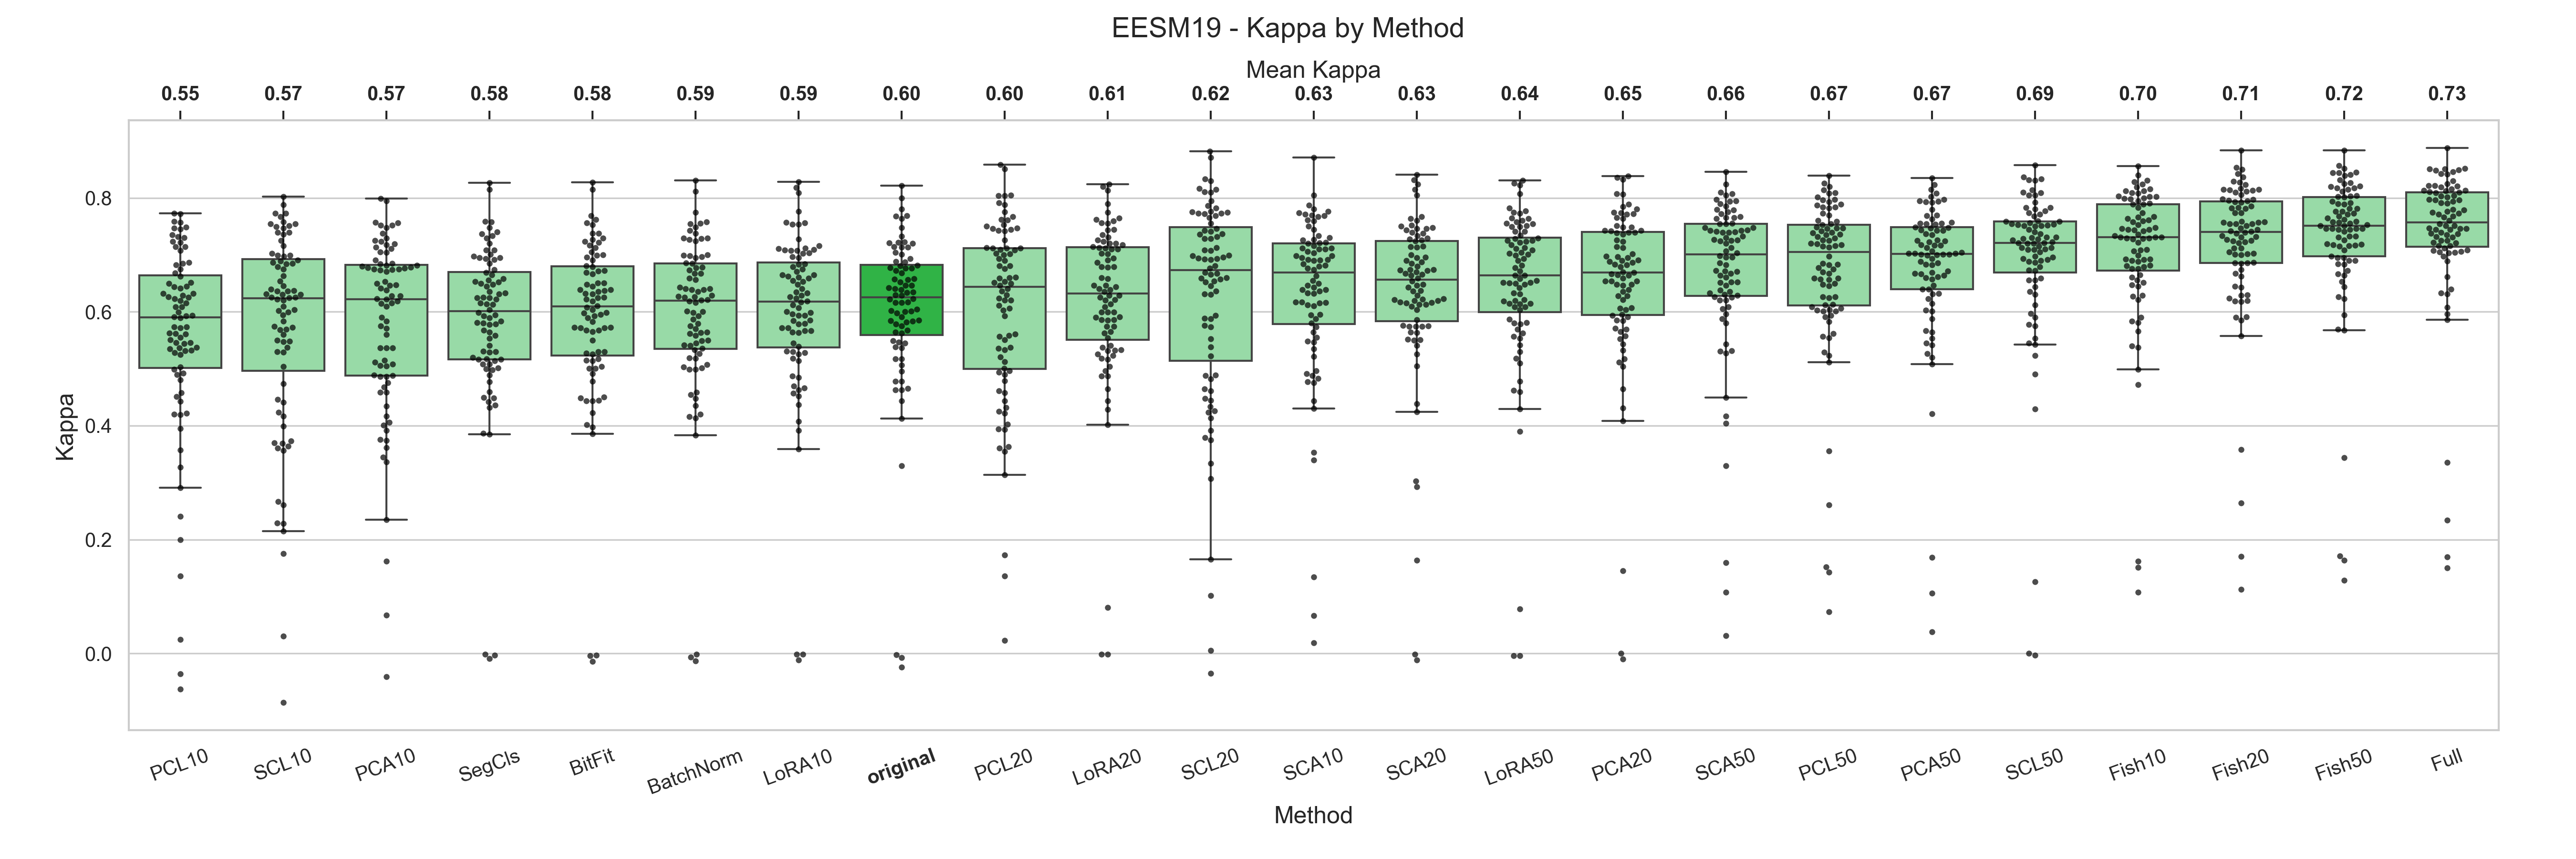 EESM19 - Kappa by Method
Mean Kappa
0.55 0.57 0.57 0.58 0.58 0.59 0.59 0.60 0.60 0.61 0.62 0.63 0.63 0.64 0.65 0.66 0.67 0.67 0.69 0.70 0.71 0.72 0.73
Kappa
0.8
0.6
0.4
0.2
0.0
PCL10 SCL10 PCA10 SegCls BitFit BatchNorm LoRA10 original PCL20 LoRA20 SCL20 SCA10 SCA20 LoRA50 PCA20 SCA50 PCL50 PCA50 SCL50 Fish10 Fish20 Fish50 Full
Method